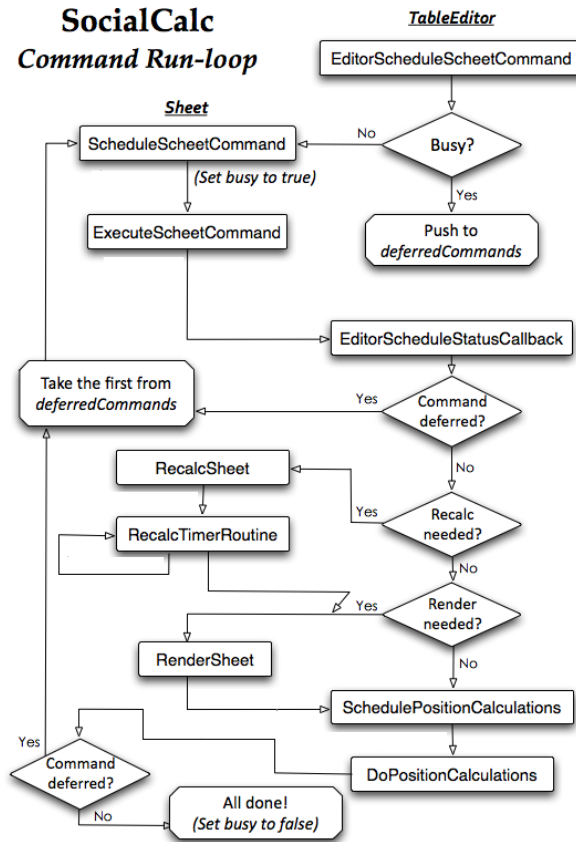 SocialCalc
Command Run-loop
TableEditor
EditorScheduleScheetCommand
Sheet
ScheduleScheetCommand
No
Busy?
(Set busy to true)
Yes
ExecuteScheetCommand
Push to
deferredCommands
EditorScheduleStatusCallback
Take the first from
deferredCommands
Yes
Command
deferred?
No
RecalcSheet
Yes
Recalc
needed?
RecalcTimerRoutine
No
Yes
Render
needed?
RenderSheet
No
SchedulePositionCalculations
Yes
Command
deferred?
DoPositionCalculations
No
All done!
(Set busy to false)